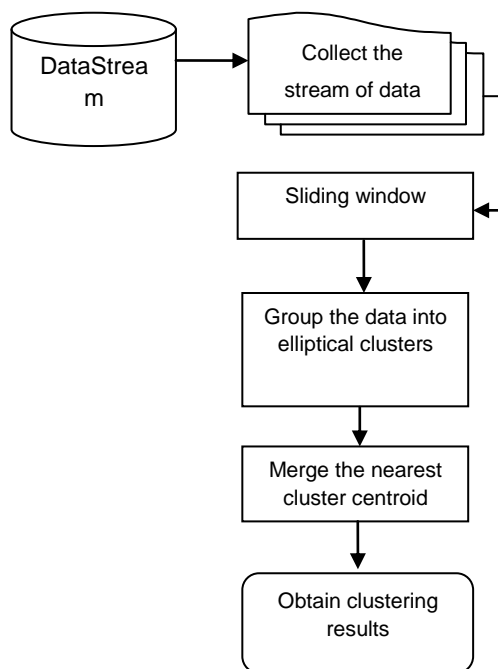 DataStrea
m
Collect the
stream of data
Sliding window
Group the data into
elliptical clusters
Merge the nearest
cluster centroid
Obtain clustering
results